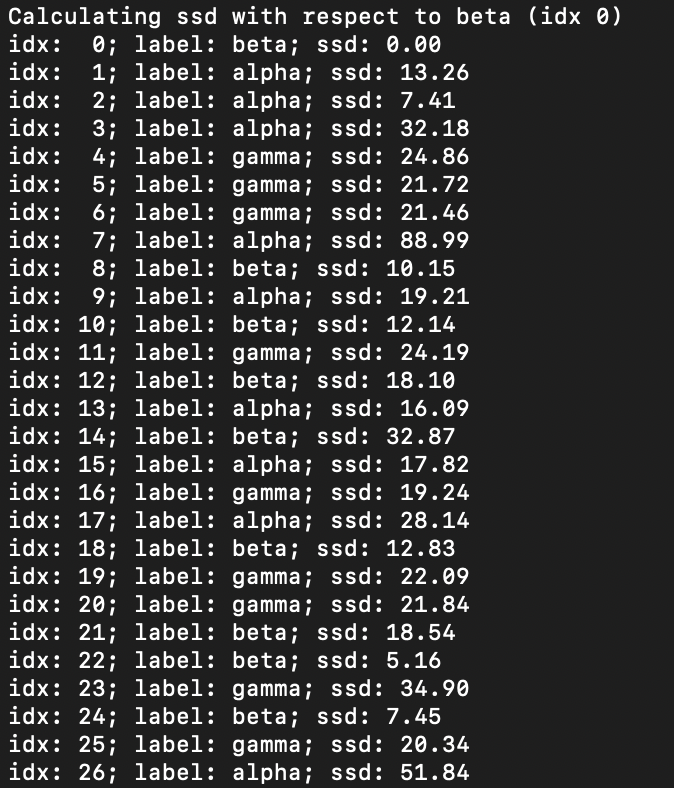 Calculating ssd with respect to beta (idx 0)
idx:  0; label: beta; ssd: 0.00
idx:  1; label: alpha; ssd: 13.26
idx:  2; label: alpha; ssd: 7.41
idx:  3; label: alpha; ssd: 32.18
idx:  4; label: gamma; ssd: 24.86
idx:  5; label: gamma; ssd: 21.72
idx:  6; label: gamma; ssd: 21.46
idx:  7; label: alpha; ssd: 88.99
idx:  8; label: beta; ssd: 10.15
idx:  9; label: alpha; ssd: 19.21
idx: 10; label: beta; ssd: 12.14
idx: 11; label: gamma; ssd: 24.19
idx: 12; label: beta; ssd: 18.10
idx: 13; label: alpha; ssd: 16.09
idx: 14; label: beta; ssd: 32.87
idx: 15; label: alpha; ssd: 17.82
idx: 16; label: gamma; ssd: 19.24
idx: 17; label: alpha; ssd: 28.14
idx: 18; label: beta; ssd: 12.83
idx: 19; label: gamma; ssd: 22.09
idx: 20; label: gamma; ssd: 21.84
idx: 21; label: beta; ssd: 18.54
idx: 22; label: beta; ssd: 5.16
idx: 23; label: gamma; ssd: 34.90
idx: 24; label: beta; ssd: 7.45
idx: 25; label: gamma; ssd: 20.34
idx: 26; label: alpha; ssd: 51.84